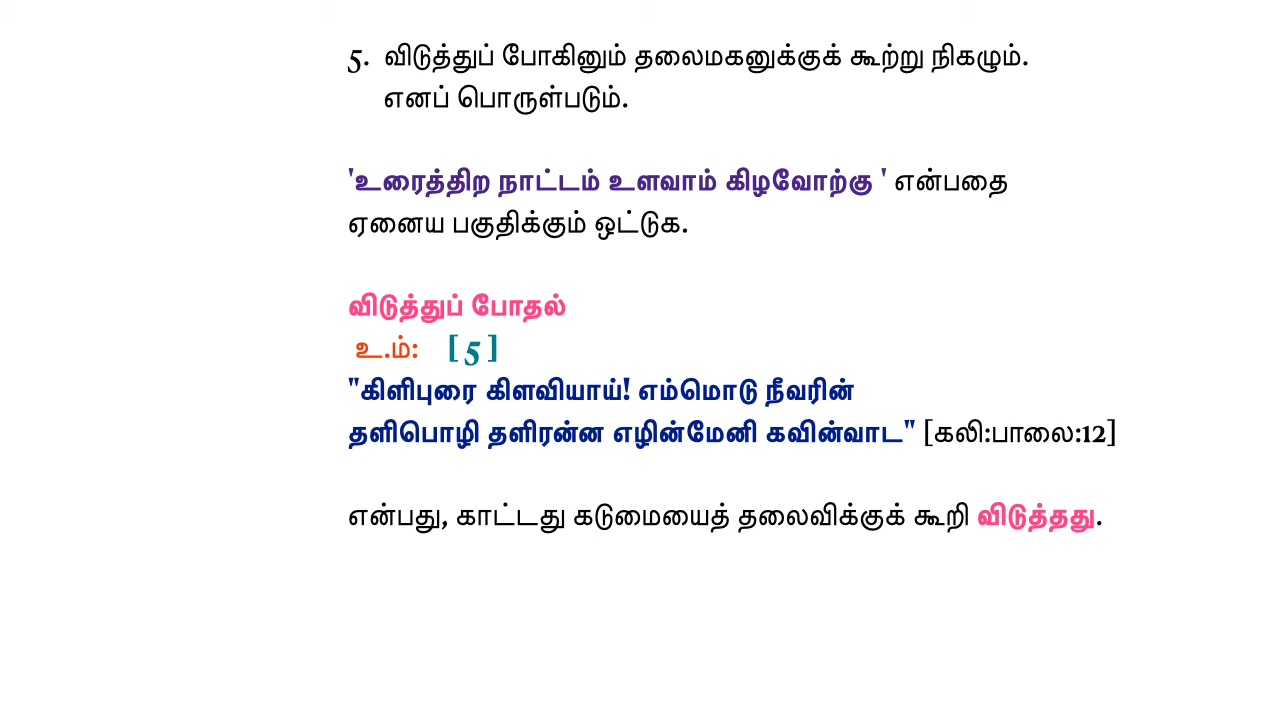 5. விடுத்துப் போகினும் தலைமகனுக்குக் கூற்று நிகழும்.
எனப் பொருள்படும்.
'உரைத்திற நாட்டம் உளவாம் கிழவோற்கு ' என்பதை
ஏனைய பகுதிக்கும் ஒட்டுக.
விடுத்துப் போதல்
உ.ம்: [ 5 ]
"கிளிபுரை கிளவியாய்! எம்மொடு நீவரின்
தளிபொழி தளிரன்ன எழின்மேனி கவின்வாட" [கலி:பாலை:12]
என்பது, காட்டது கடுமையைத் தலைவிக்குக் கூறி விடுத்தது.